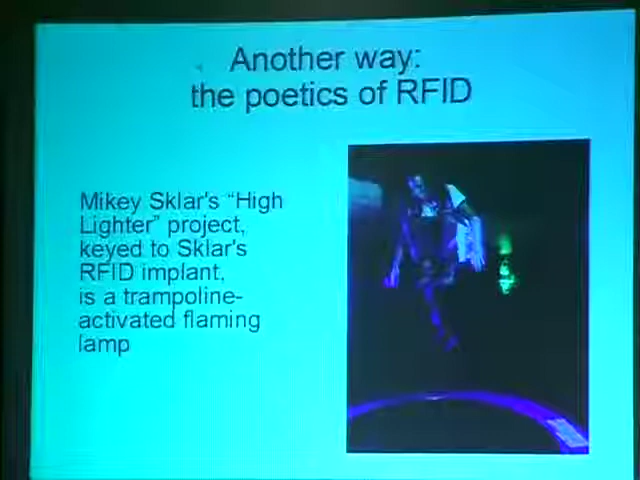 Another way:
the poetics of RFID
Mikey Sklar's “High
Lighter” project,
keyed to Sklar's
RFID implant,
is a trampoline-
activated flaming
lamp